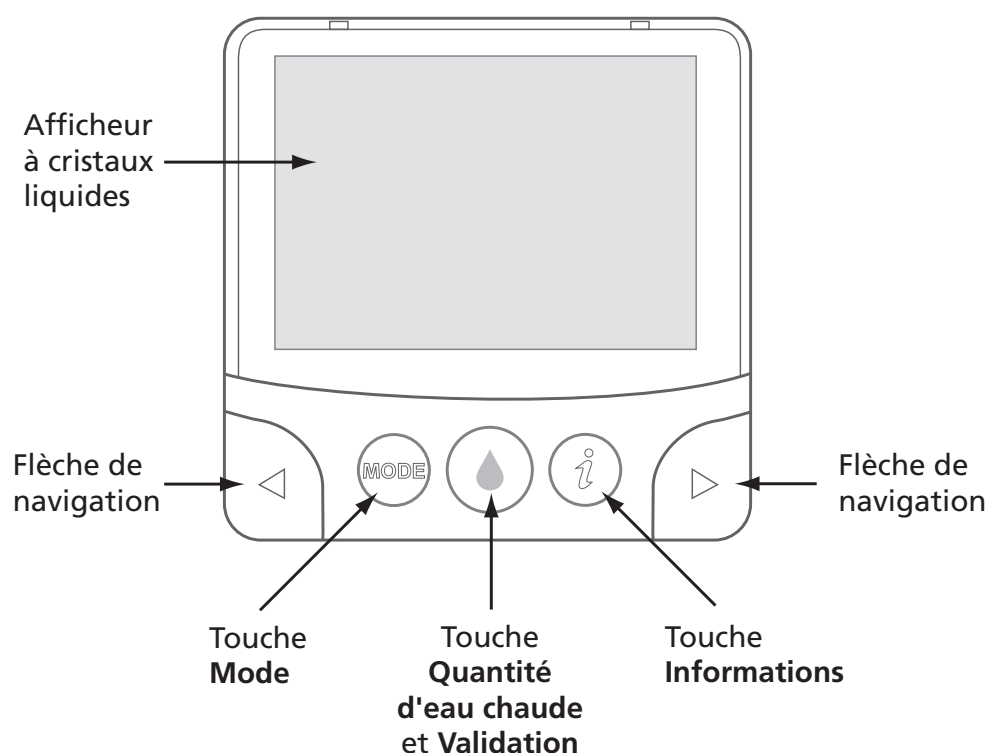 Afficheur
à cristaux
liquides
Flèche de
navigation
MODE
i
Flèche de
navigation
Touche
Mode
Touche
Quantité
d'eau chaude
et Validation
Touche
Informations